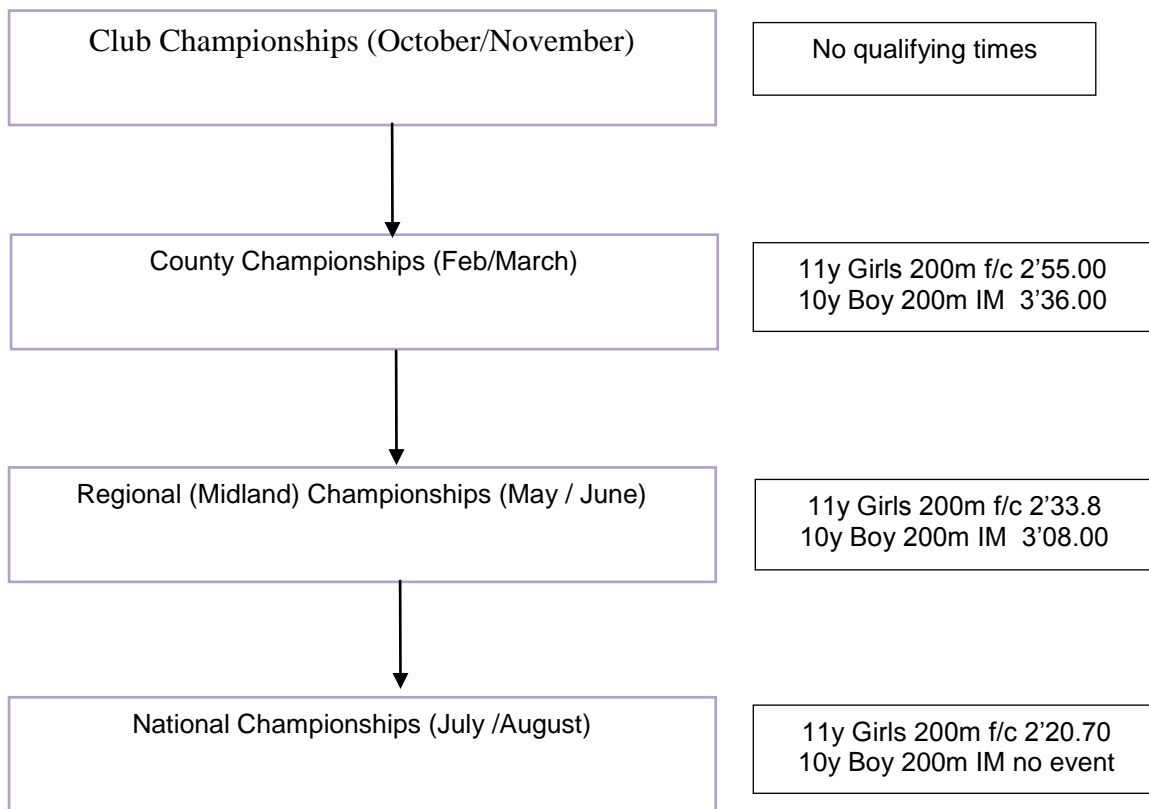 Club Championships (October/November)
No qualifying times
County Championships (Feb/March)
11y Girls 200m f/c 2’55.00
10y Boy 200m IM  3’36.00
Regional (Midland) Championships (May / June)
11y Girls 200m f/c 2’33.8
10y Boy 200m IM  3’08.00
National Championships (July /August)
11y Girls 200m f/c 2’20.70
10y Boy 200m IM no event